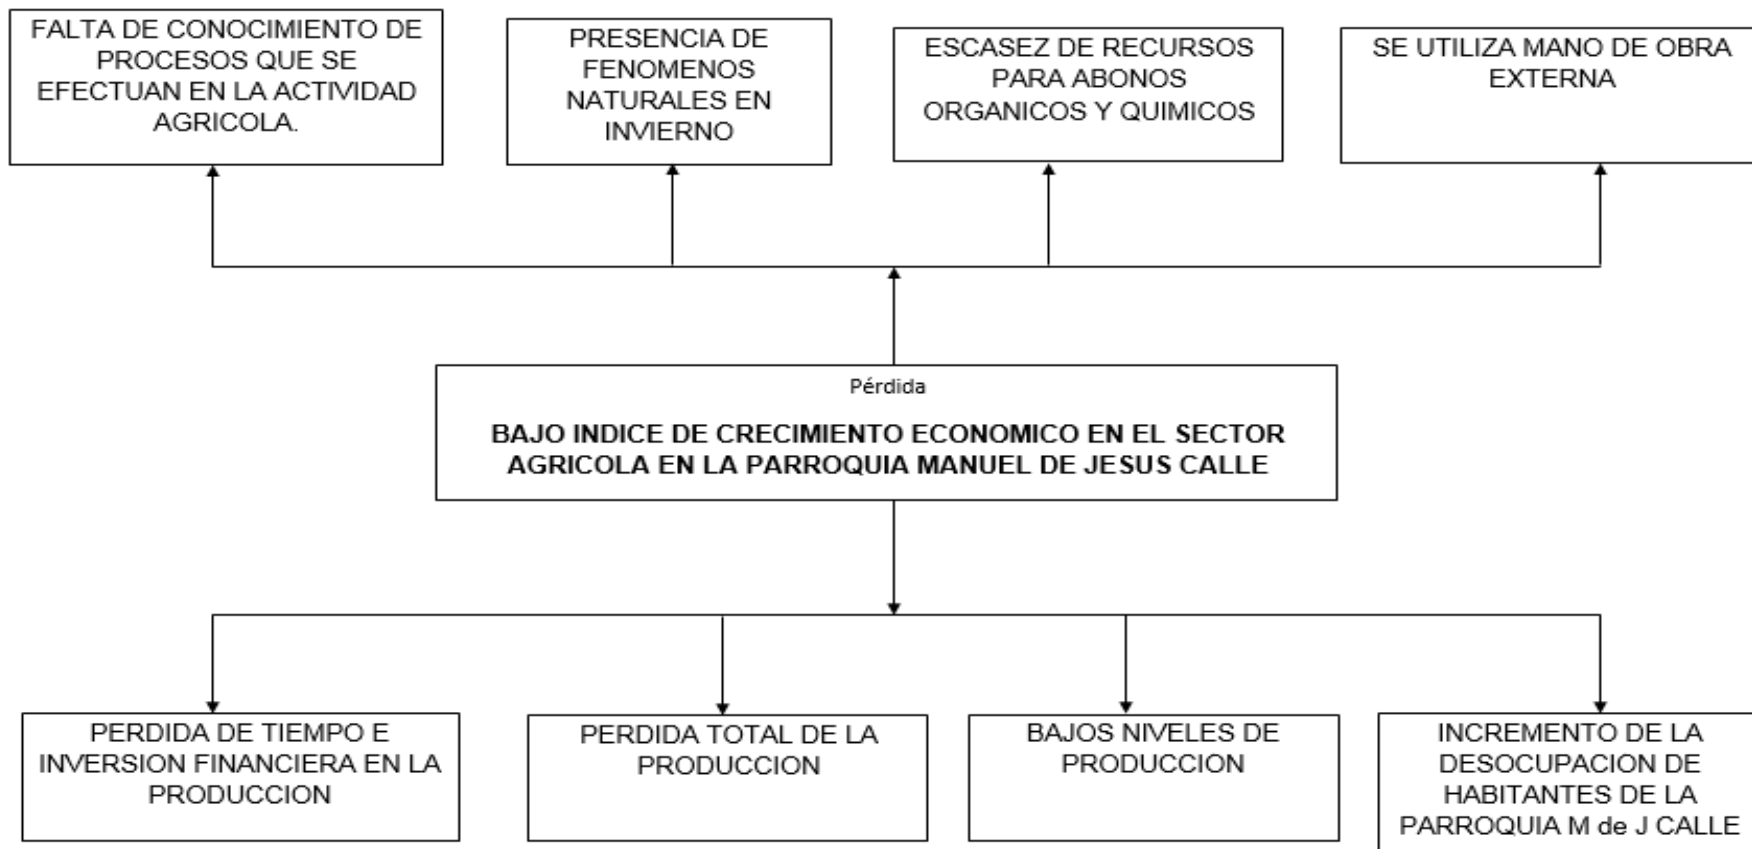 FALTA DE CONOCIMIENTO DE
PROCESOS QUE SE
EFECTUAN EN LA ACTIVIDAD
AGRICOLA.
PRESENCIA DE
FENOMENOS
NATURALES EN
INVIERNO
ESCASEZ DE RECURSOS
PARA ABONOS
ORGANICOS Y QUIMICOS
SE UTILIZA MANO DE OBRA
EXTERNA
Pérdida
BAJO INDICE DE CRECIMIENTO ECONOMICO EN EL SECTOR
AGRICOLA EN LA PARROQUIA MANUEL DE JESUS CALLE
PERDIDA DE TIEMPO E
INVERSION FINANCIERA EN LA
PRODUCCION
PERDIDA TOTAL DE LA
PRODUCCION
BAJOS NIVELES DE
PRODUCCION
INCREMENTO DE LA
DESOCUPACION DE
HABITANTES DE LA
PARROQUIA M de J CALLE